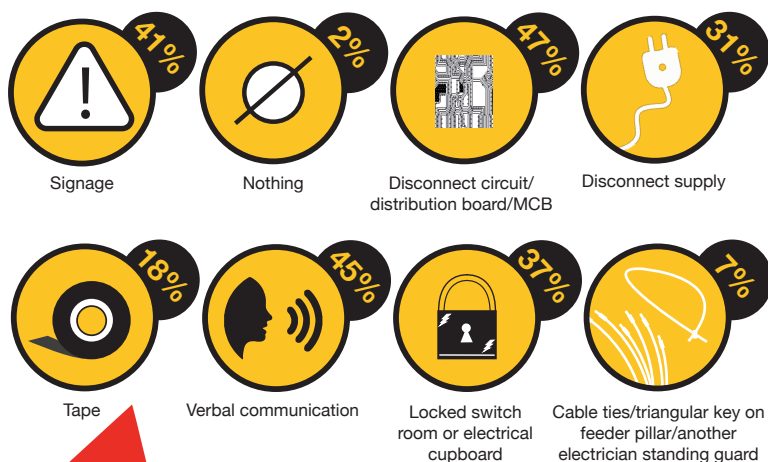 41%
2%
47%
31%
!
Signage
Nothing
Disconnect circuit/
distribution board/MCB
Disconnect supply
18%
45%
37%
7%
Tape
Verbal communication
Locked switch
room or electrical
cupboard
Cable ties/triangular key on
feeder pillar/another
electrician standing guard